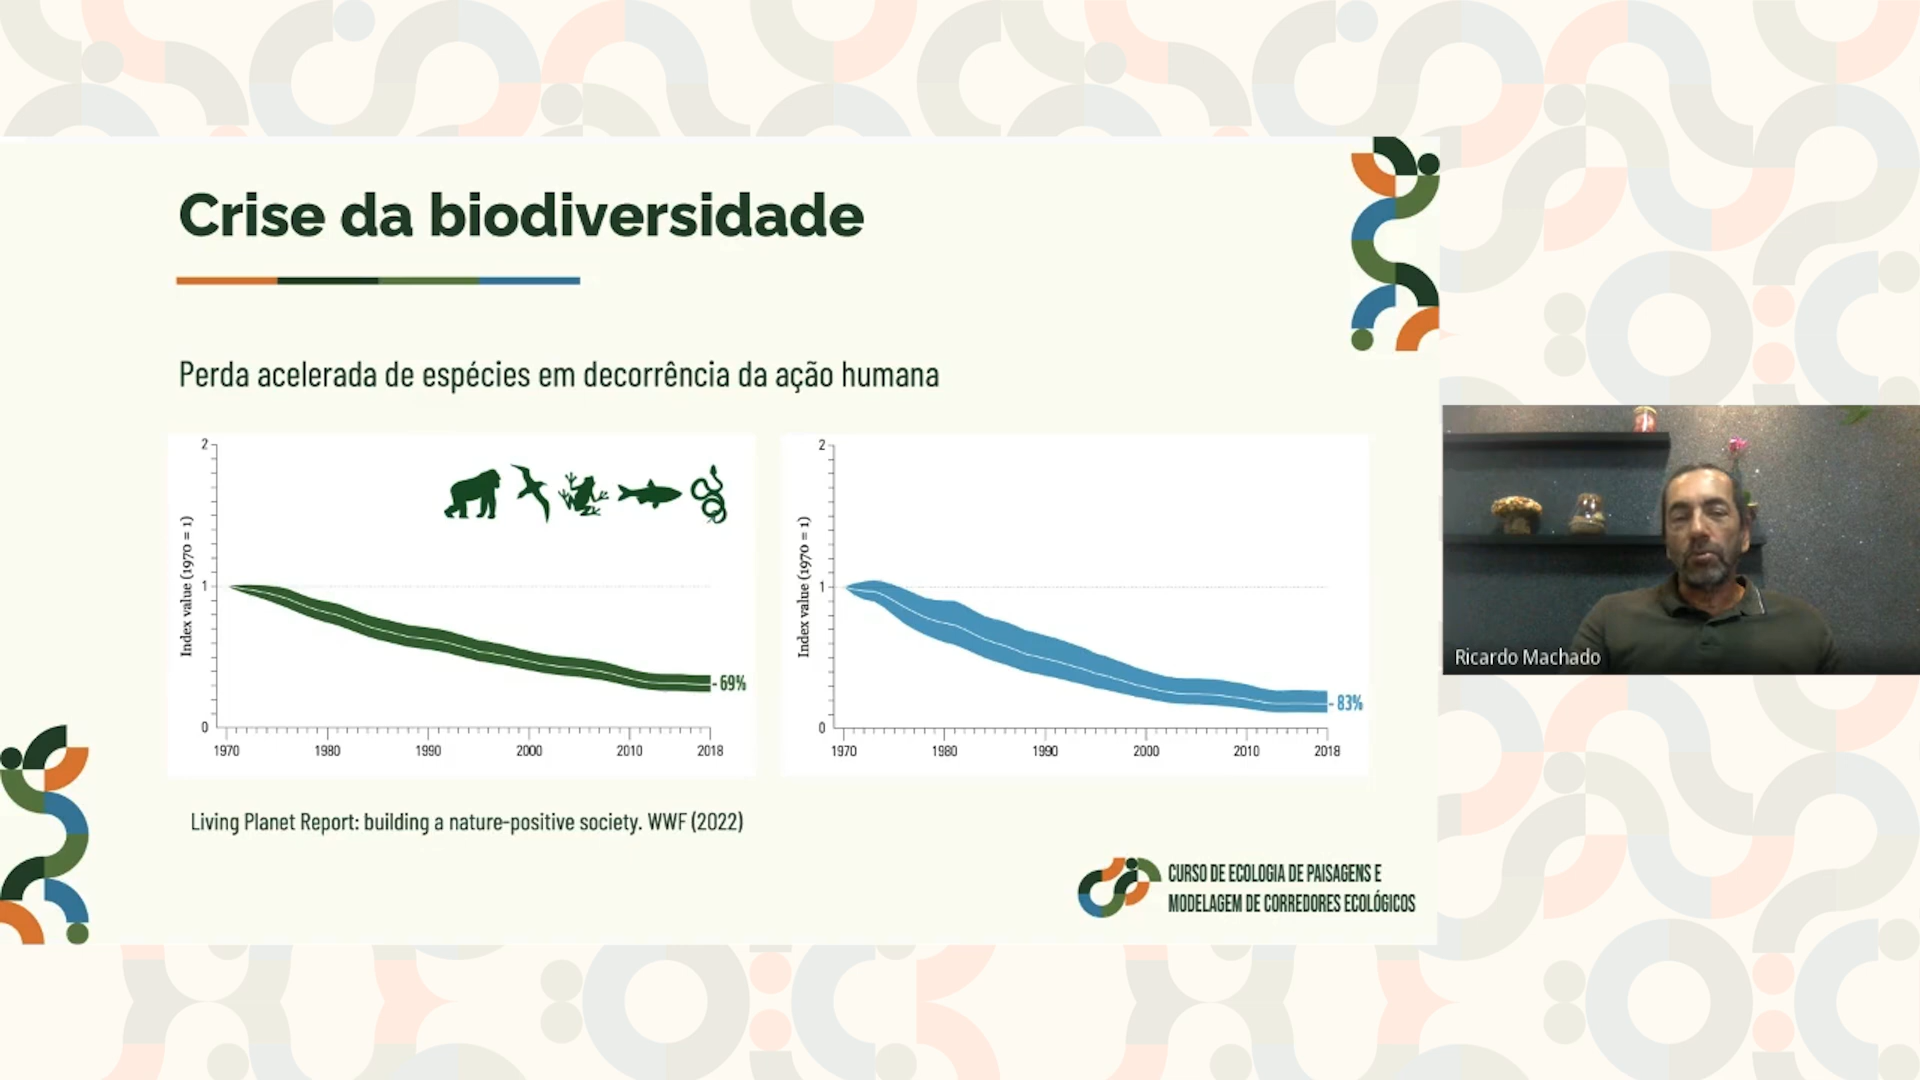 Crise da biodiversidade
Perda acelerada de espécies em decorrência da ação humana
2
1
0
Index value (1970 = 1)
1970 1980 1990 2000 2010 2018
- 69%
2
1
0
Index value (1970 = 1)
1970 1980 1990 2000 2010 2018
- 83%
Living Planet Report: building a nature-positive society. WWF (2022)
CURSO DE ECOLOGIA DE PAISAGENS E
MODELAGEM DE CORREDORES ECOLÓGICOS
Ricardo Machado